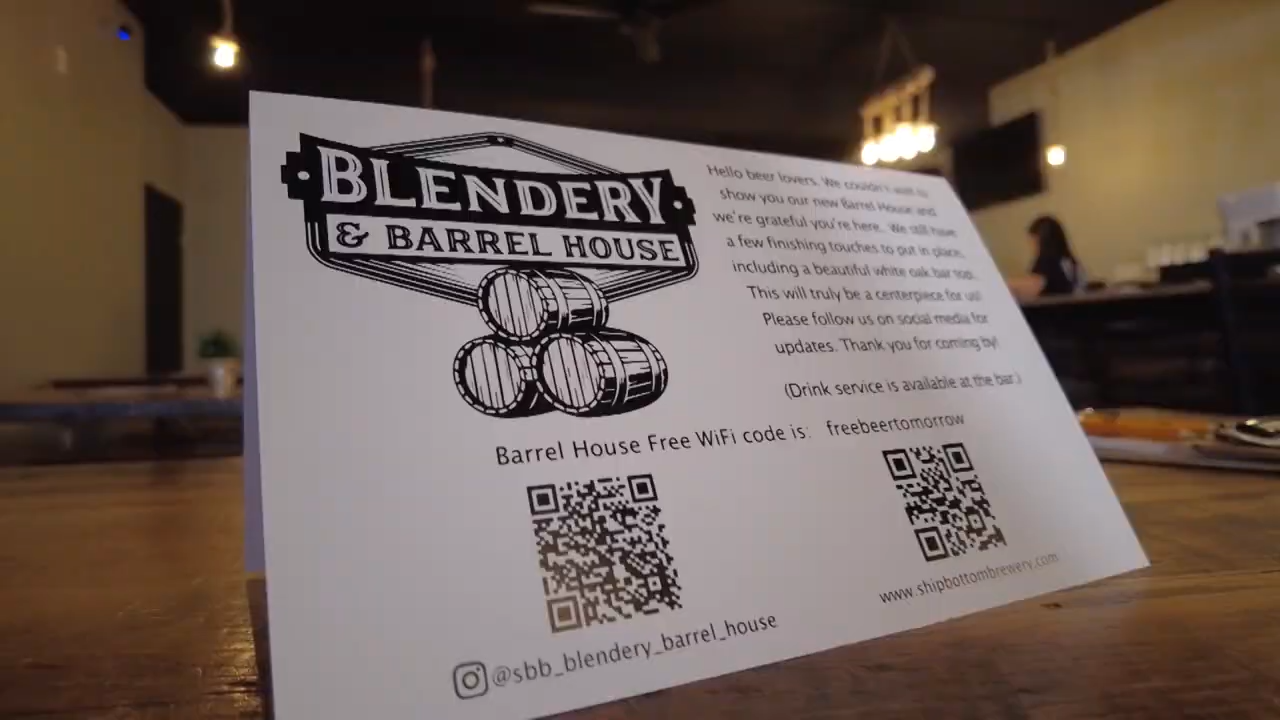 BLENDERY
& BARREL HOUSE
Hello beer lovers. We couldn't wait to
show you our new Barrel House and
we're grateful you're here. We still have
a few finishing touches to put in place,
including a beautiful white oak bar top.
This will truly be a centerpiece for us!
Please follow us on social media for
updates. Thank you for coming by!
(Drink service is available at the bar.)
Barrel House Free WiFi code is: freebeertomorrow
@sbb_blendery_barrel_house
www.shipbottombrewery.com